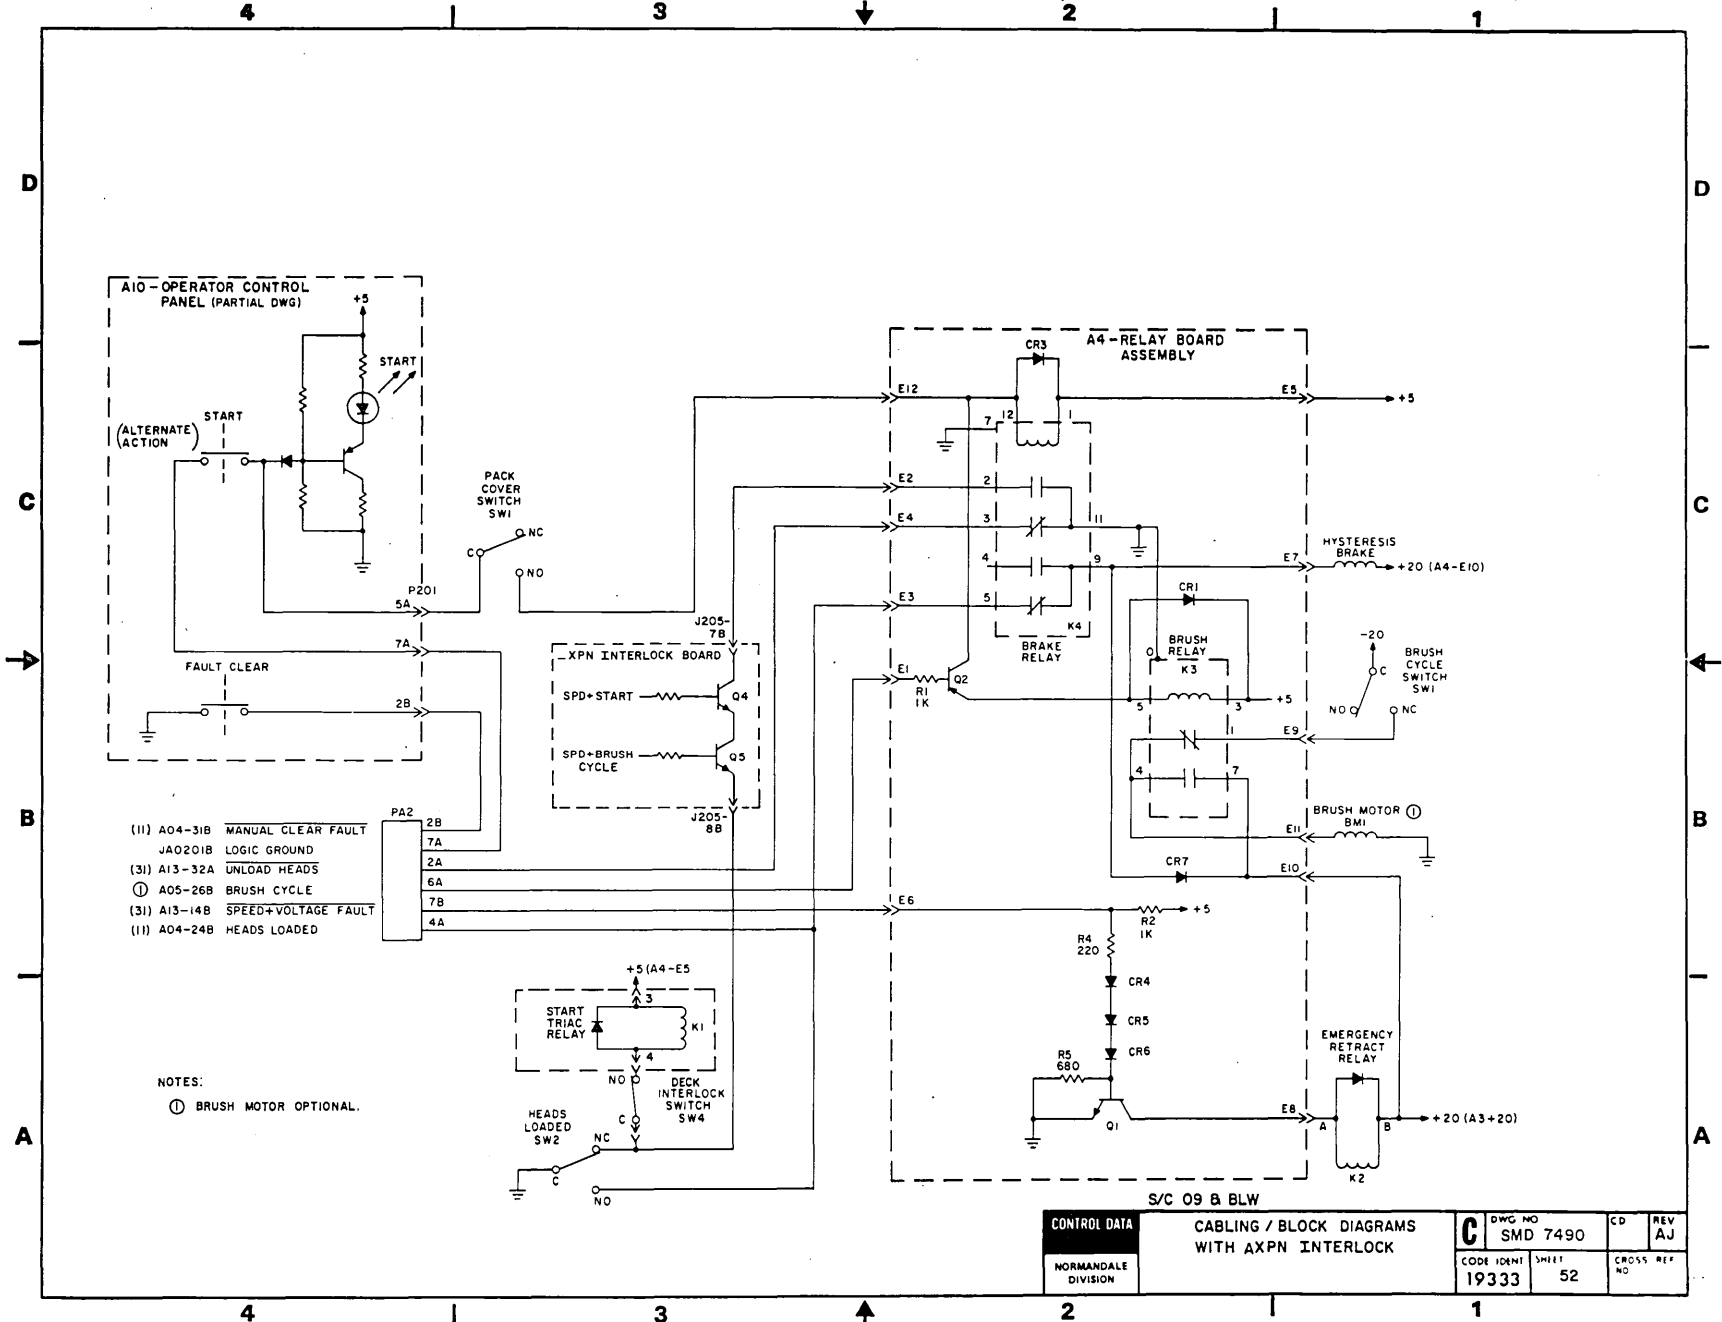 4 3 2 1
D D
A10-OPERATOR CONTROL
PANEL (PARTIAL DWG)
+5
START
START
(ALTERNATE
ACTION)
P201
5A
7A
FAULT CLEAR
2B
PACK
COVER
SWITCH
SW1
NC
C
NO
J205-
7B
XPN INTERLOCK BOARD
SPD+START
Q4
SPD+BRUSH
CYCLE
Q5
J205-
8B
A4-RELAY BOARD
ASSEMBLY
CR3
E12
E5
+5
7
12
1
E2
2
E4
3
11
4
9
E7
HYSTERESIS
BRAKE
+20 (A4-E10)
E3
5
K4
BRAKE
RELAY
CR1
BRUSH
RELAY
K3
O
E1
R1
1K
Q2
5
3
+5
-20
C
BRUSH
CYCLE
SWITCH
SW1
NO
NC
1
E9
4
7
BRUSH MOTOR ①
BM1
E11
CR7
E10
C C
B B
PA2
(11) A04-31B MANUAL CLEAR FAULT 2B
JA0201B LOGIC GROUND 7A
(31) A13-32A UNLOAD HEADS 2A
① A05-26B BRUSH CYCLE 6A
(31) A13-14B SPEED+VOLTAGE FAULT 7B
(11) A04-24B HEADS LOADED 4A
E6
R2
1K
+5
R4
220
CR4
CR5
CR6
R5
680
Q1
E8
A
B
EMERGENCY
RETRACT
RELAY
+20 (A3+20)
K2
+5(A4-E5
3
START
TRIAC
RELAY
K1
4
NO
DECK
INTERLOCK
SWITCH
SW4
C
HEADS
LOADED
SW2
NC
C
NO
NOTES:
① BRUSH MOTOR OPTIONAL.
A A
S/C 09 & BLW
CONTROL DATA
NORMANDALE
DIVISION
CABLING / BLOCK DIAGRAMS
WITH AXPN INTERLOCK
C
DWG NO
SMD 7490
CD
REV
AJ
CODE IDENT
19333
SHEET
52
CROSS REF
NO
4 3 2 1